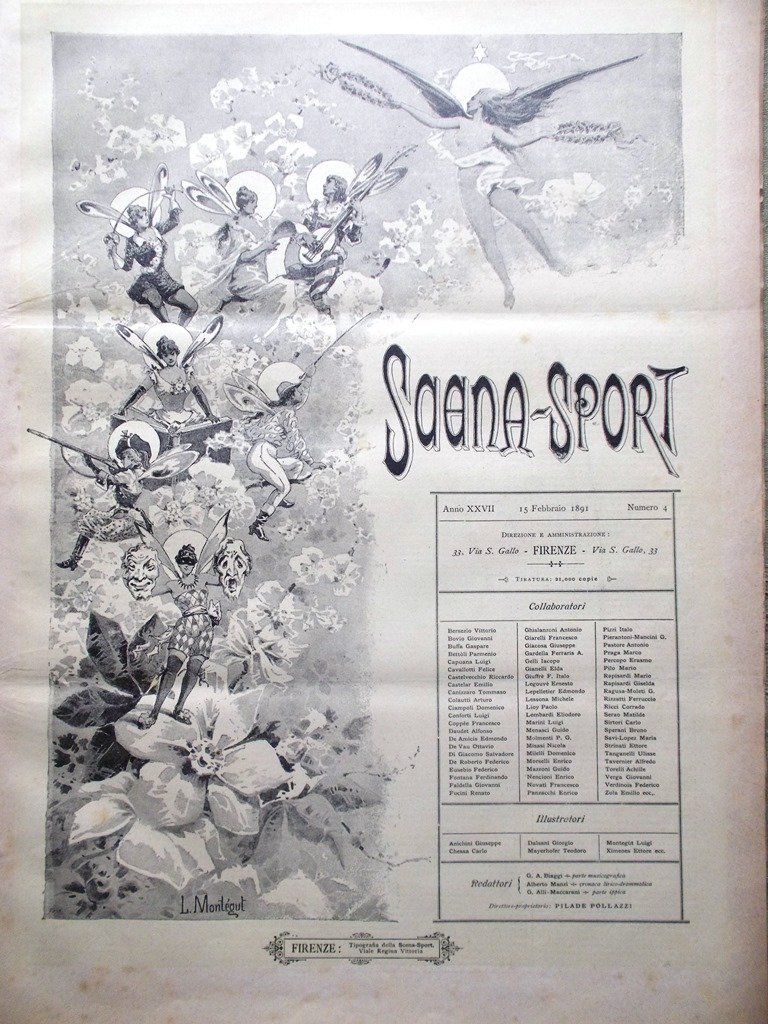 SCENA-SPORT
Anno XXVII 15 Febbraio 1891 Numero 4
DIREZIONE E AMMINISTRAZIONE:
33, Via S. Gallo - FIRENZE - Via S. Gallo, 33
TIRATURA: 21,000 copie
Collaboratori
Bersezio Vittorio
Bovio Giovanni
Buffa Gaspare
Bettòli Parmenio
Capuana Luigi
Cavallotti Felice
Castelvecchio Riccardo
Castelar Emilio
Canizzaro Tommaso
Colautti Arturo
Ciampoli Domenico
Conforti Luigi
Coppée Francesco
Daudet Alfonso
De Amicis Edmondo
De Vau Ottavio
Di Giacomo Salvadore
De Roberto Federico
Eusebio Federico
Fontana Ferdinando
Faldella Giovanni
Fucini Renato
Ghislanzoni Antonio
Giarelli Francesco
Giacosa Giuseppe
Gardella Ferraris A.
Gelli Iacopo
Gianelli Elda
Giuffrè F. Italo
Legouvé Ernesto
Lepelletier Edmondo
Lessona Michele
Lioy Paolo
Lombardi Eliodoro
Marini Luigi
Menasci Guido
Molmenti P. G.
Misasi Nicola
Milelli Domenico
Morselli Enrico
Mazzoni Guido
Nencioni Enrico
Novati Francesco
Panzacchi Enrico
Pizzi Italo
Pierantoni-Mancini G.
Pastore Antonio
Praga Marco
Percopo Erasmo
Pilo Mario
Rapisardi Mario
Rapisardi Giselda
Ragusa-Moleti G.
Rizzatti Ferruccio
Ricci Corrado
Serao Matilde
Sirtori Carlo
Sperani Bruno
Savi-Lopez Maria
Strinati Ettore
Tanganelli Ulisse
Tavernier Alfredo
Torelli Achille
Verga Giovanni
Verdinois Federico
Zola Emilio ecc.
Illustratori
Anichini Giuseppe
Chessa Carlo
Dalsani Giorgio
Mayerhofer Teodoro
Montégut Luigi
Ximenes Ettore ecc.
Redattori
G. A. Biaggi parte musicografica
Alberto Manzi cronaca lirico-drammatica
G. Alli-Maccarani parte ippica
Direttore-proprietario: PILADE POLLAZZI
L. Montégut
FIRENZE: Tipografia della Scena-Sport,
Viale Regina Vittoria